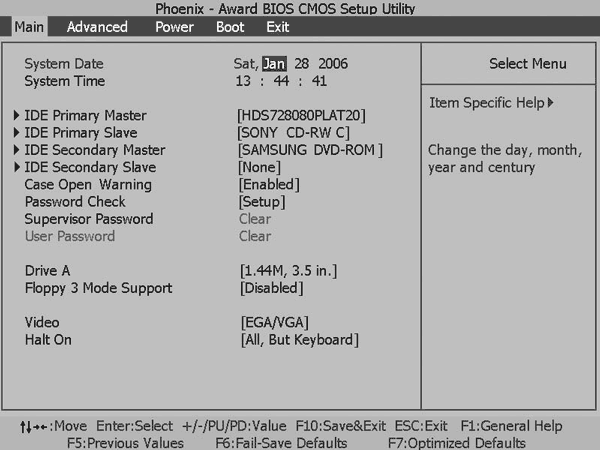 Phoenix - Award BIOS CMOS Setup Utility
Main Advanced Power Boot Exit
System Date Sat, Jan 28 2006
System Time 13 : 44 : 41
IDE Primary Master [HDS728080PLAT20]
IDE Primary Slave [SONY CD-RW C]
IDE Secondary Master [SAMSUNG DVD-ROM ]
IDE Secondary Slave [None]
Case Open Warning [Enabled]
Password Check [Setup]
Supervisor Password Clear
User Password Clear
Drive A [1.44M, 3.5 in.]
Floppy 3 Mode Support [Disabled]
Video [EGA/VGA]
Halt On [All, But Keyboard]
Select Menu
Item Specific Help
Change the day, month,
year and century
↑↓→←:Move Enter:Select +/-/PU/PD:Value F10:Save&Exit ESC:Exit F1:General Help
F5:Previous Values F6:Fail-Save Defaults F7:Optimized Defaults